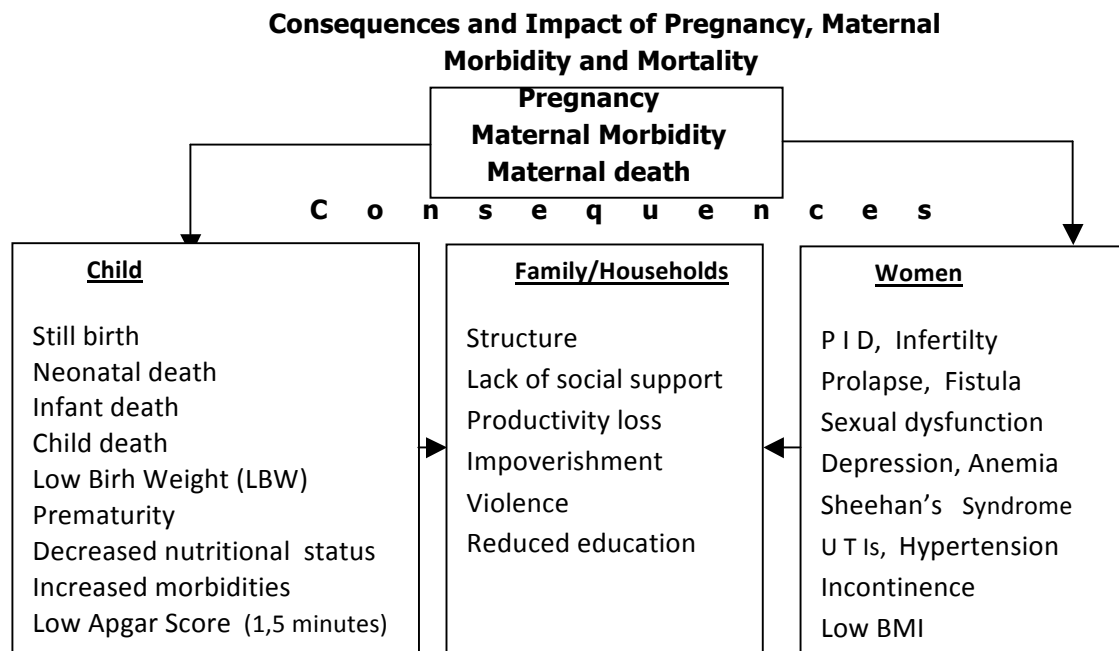 Consequences and Impact of Pregnancy, Maternal
Morbidity and Mortality
Pregnancy
Maternal Morbidity
Maternal death
C o n s e q u e n c e s
Child
Still birth
Neonatal death
Infant death
Child death
Low Birh Weight (LBW)
Prematurity
Decreased nutritional status
Increased morbidities
Low Apgar Score (1,5 minutes)
Family/Households
Structure
Lack of social support
Productivity loss
Impoverishment
Violence
Reduced education
Women
P I D, Infertilty
Prolapse, Fistula
Sexual dysfunction
Depression, Anemia
Sheehan’s Syndrome
U T Is, Hypertension
Incontinence
Low BMI